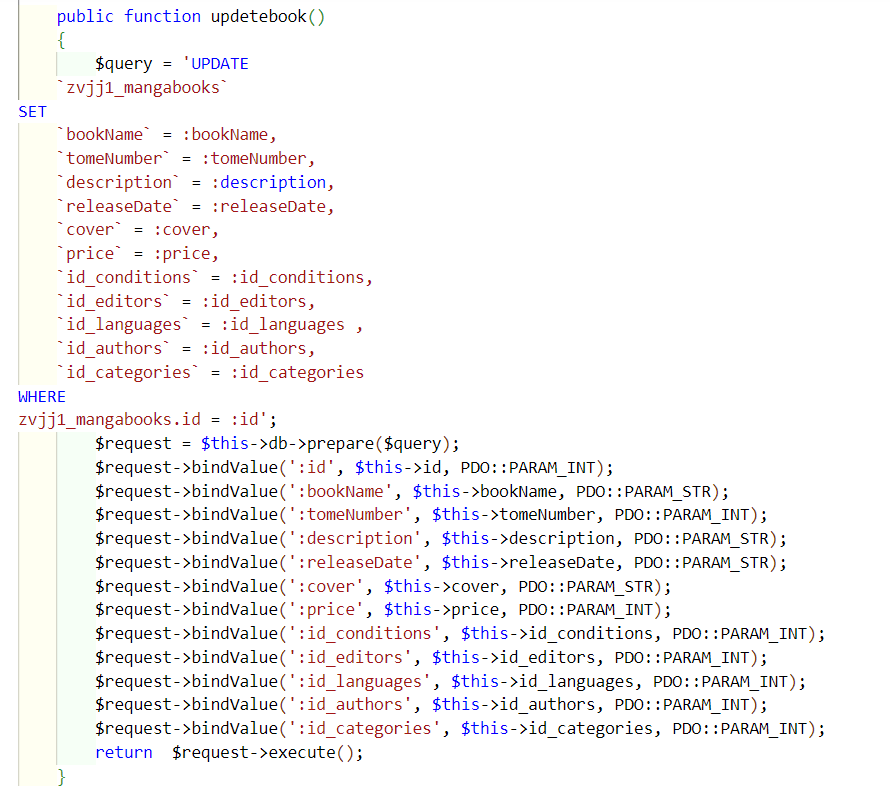 public function updetebook()
{
$query = 'UPDATE
`zvjj1_mangabooks`
SET
`bookName` = :bookName,
`tomeNumber` = :tomeNumber,
`description` = :description,
`releaseDate` = :releaseDate,
`cover` = :cover,
`price` = :price,
`id_conditions` = :id_conditions,
`id_editors` = :id_editors,
`id_languages` = :id_languages ,
`id_authors` = :id_authors,
`id_categories` = :id_categories
WHERE
zvjj1_mangabooks.id = :id';
$request = $this->db->prepare($query);
$request->bindValue(':id', $this->id, PDO::PARAM_INT);
$request->bindValue(':bookName', $this->bookName, PDO::PARAM_STR);
$request->bindValue(':tomeNumber', $this->tomeNumber, PDO::PARAM_INT);
$request->bindValue(':description', $this->description, PDO::PARAM_STR);
$request->bindValue(':releaseDate', $this->releaseDate, PDO::PARAM_STR);
$request->bindValue(':cover', $this->cover, PDO::PARAM_STR);
$request->bindValue(':price', $this->price, PDO::PARAM_INT);
$request->bindValue(':id_conditions', $this->id_conditions, PDO::PARAM_INT);
$request->bindValue(':id_editors', $this->id_editors, PDO::PARAM_INT);
$request->bindValue(':id_languages', $this->id_languages, PDO::PARAM_INT);
$request->bindValue(':id_authors', $this->id_authors, PDO::PARAM_INT);
$request->bindValue(':id_categories', $this->id_categories, PDO::PARAM_INT);
return  $request->execute();
}